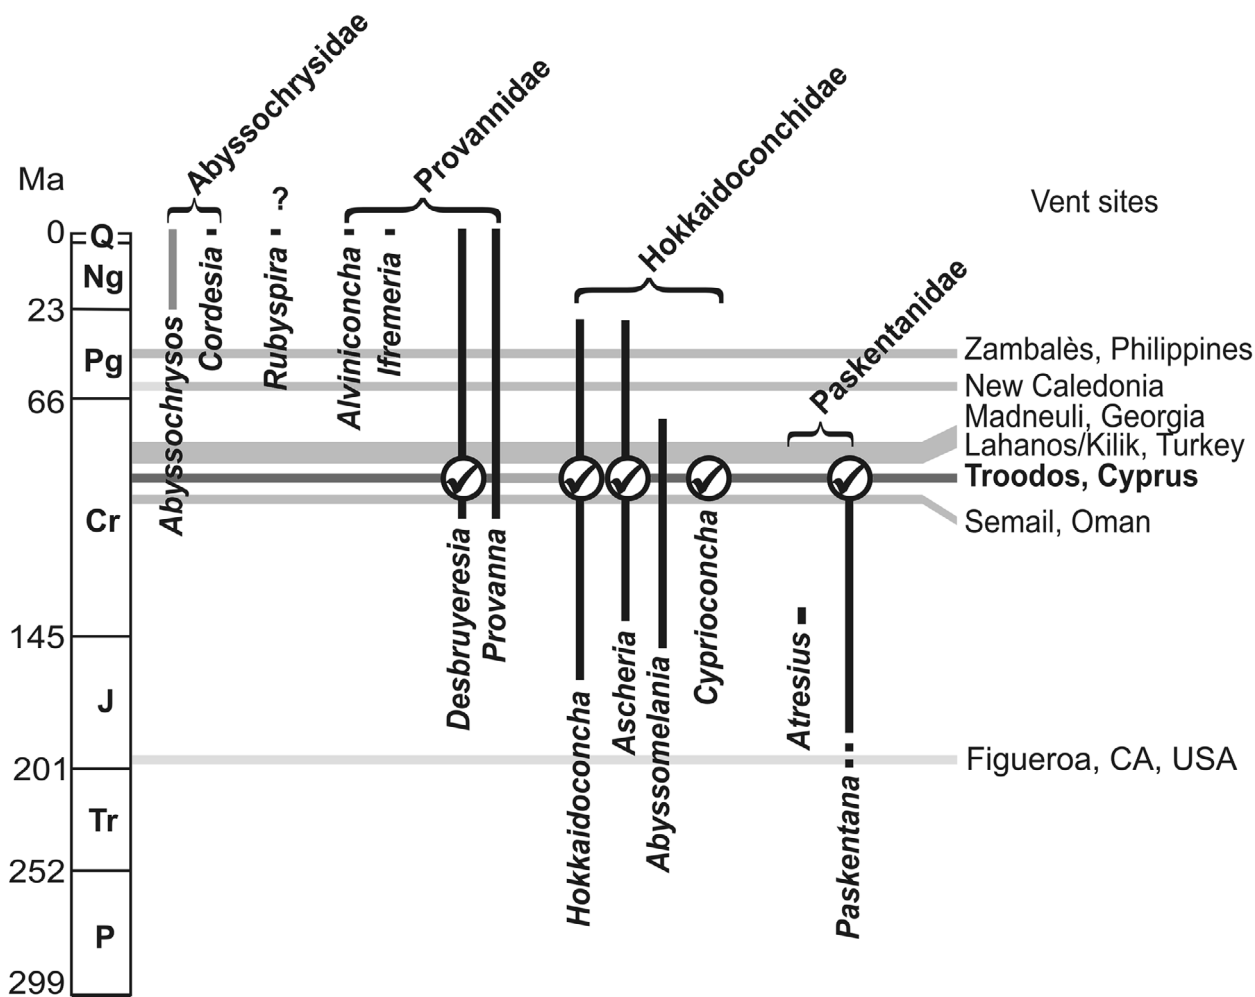 Abyssochrysidae
Provannidae
Hokkaidoconchidae
Paskentanidae
Ma
?
Vent sites
0
Q
Ng
23
Pg
66
Cr
145
J
201
Tr
252
P
299
Abyssochrysos
Cordesia
Rubyspira
Alviniconcha
Ifremeria
Desbruyeresia
Provanna
Hokkaidoconcha
Ascheria
Abyssomelania
Cyprioconcha
Atresius
Paskentana
Zambalès, Philippines
New Caledonia
Madneuli, Georgia
Lahanos/Kilik, Turkey
Troodos, Cyprus
Semail, Oman
Figueroa, CA, USA